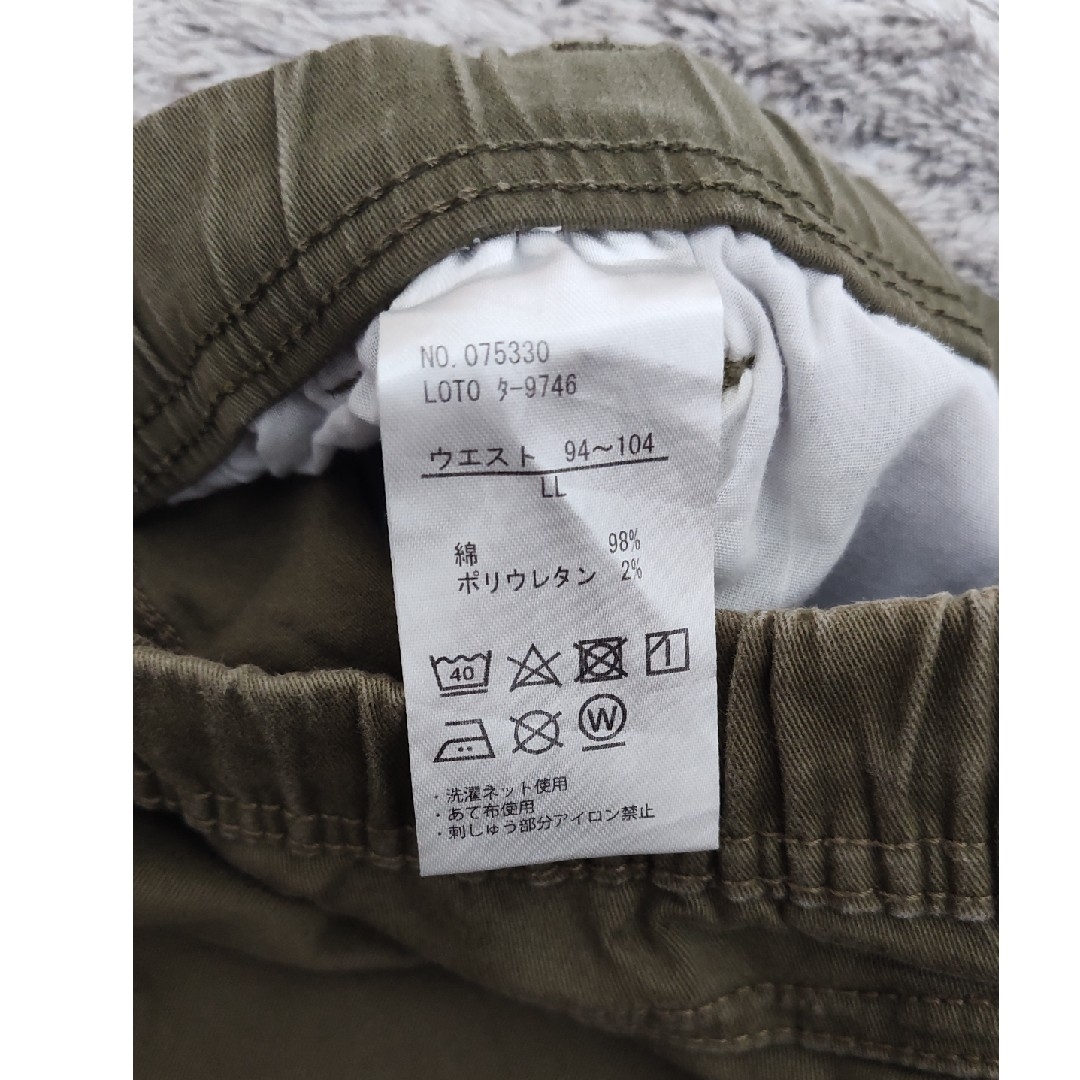 NO. 075330
LOTO ﾀ-9746
ウエスト 94～104
LL
綿 98%
ポリウレタン 2%
40
W
・洗濯ネット使用
・あて布使用
・刺しゅう部分アイロン禁止